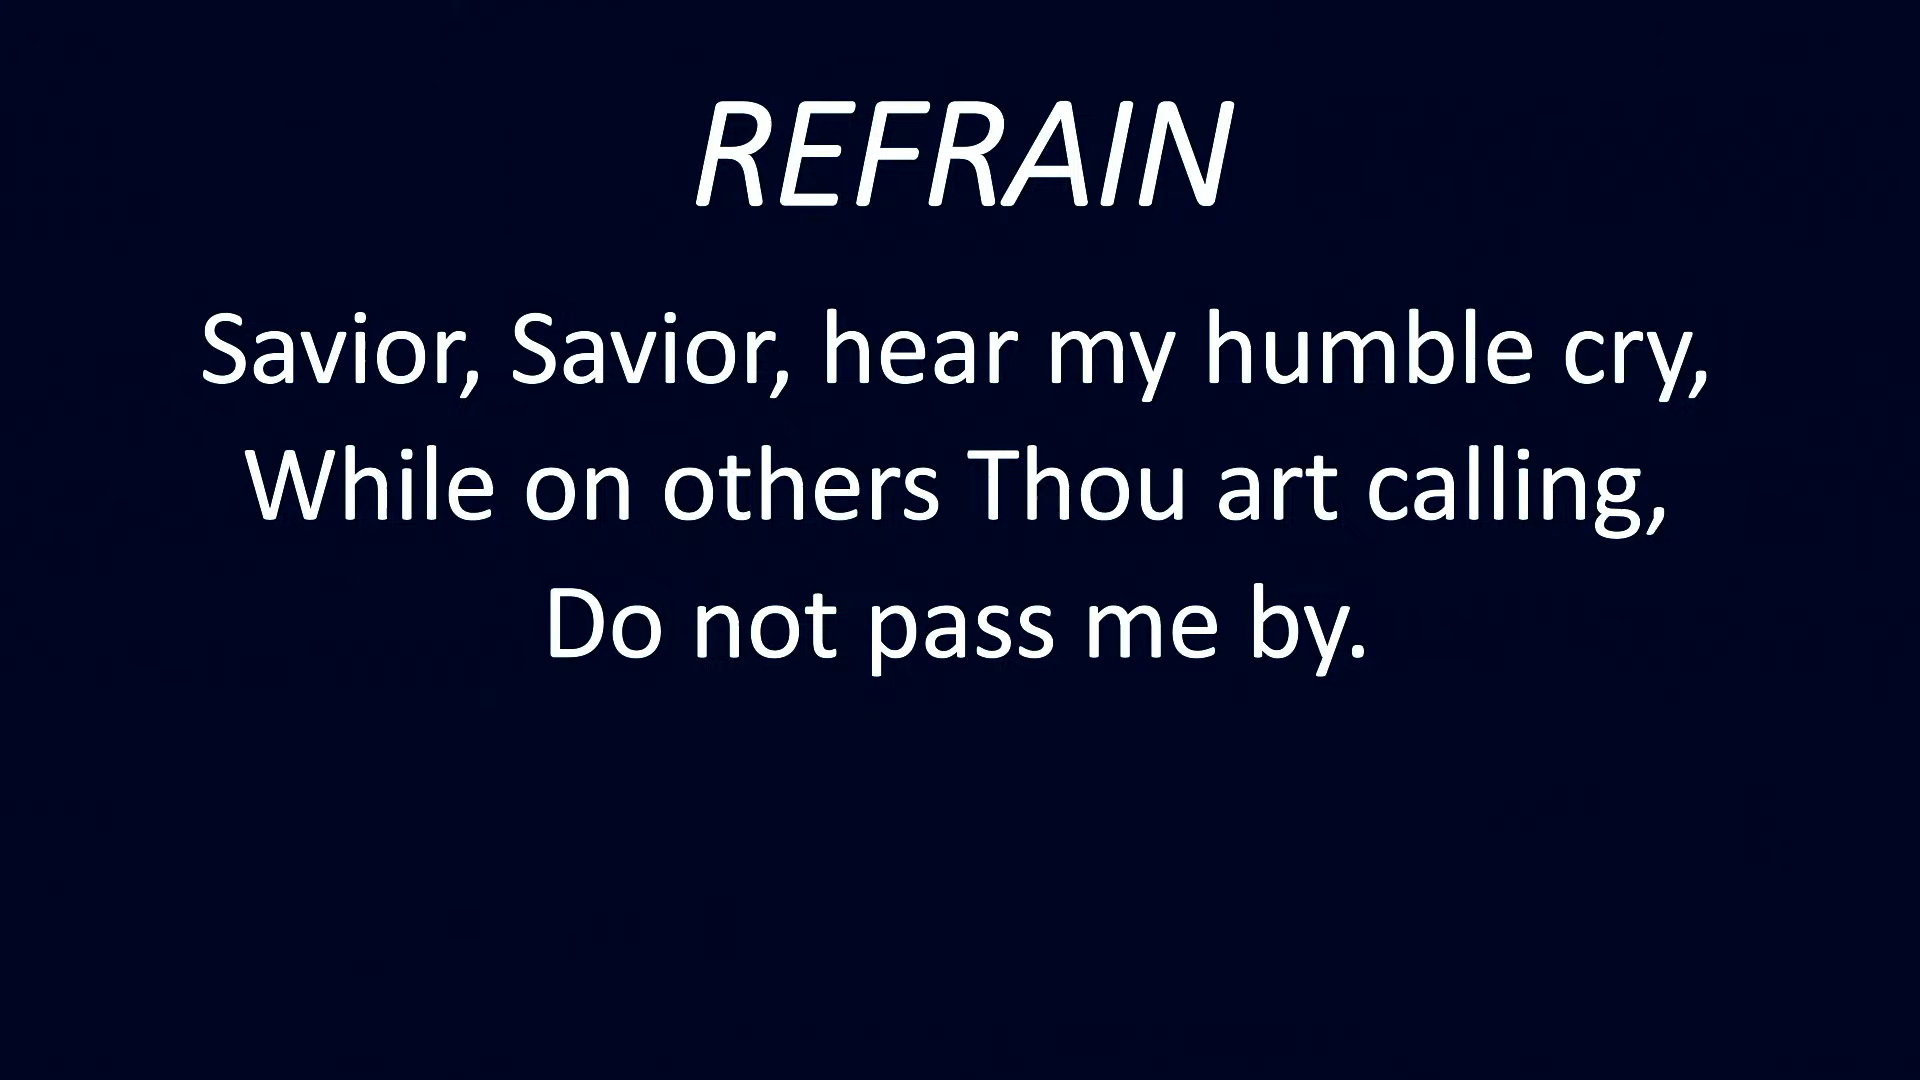 REFRAIN
Savior, Savior, hear my humble cry,
While on others Thou art calling,
Do not pass me by.